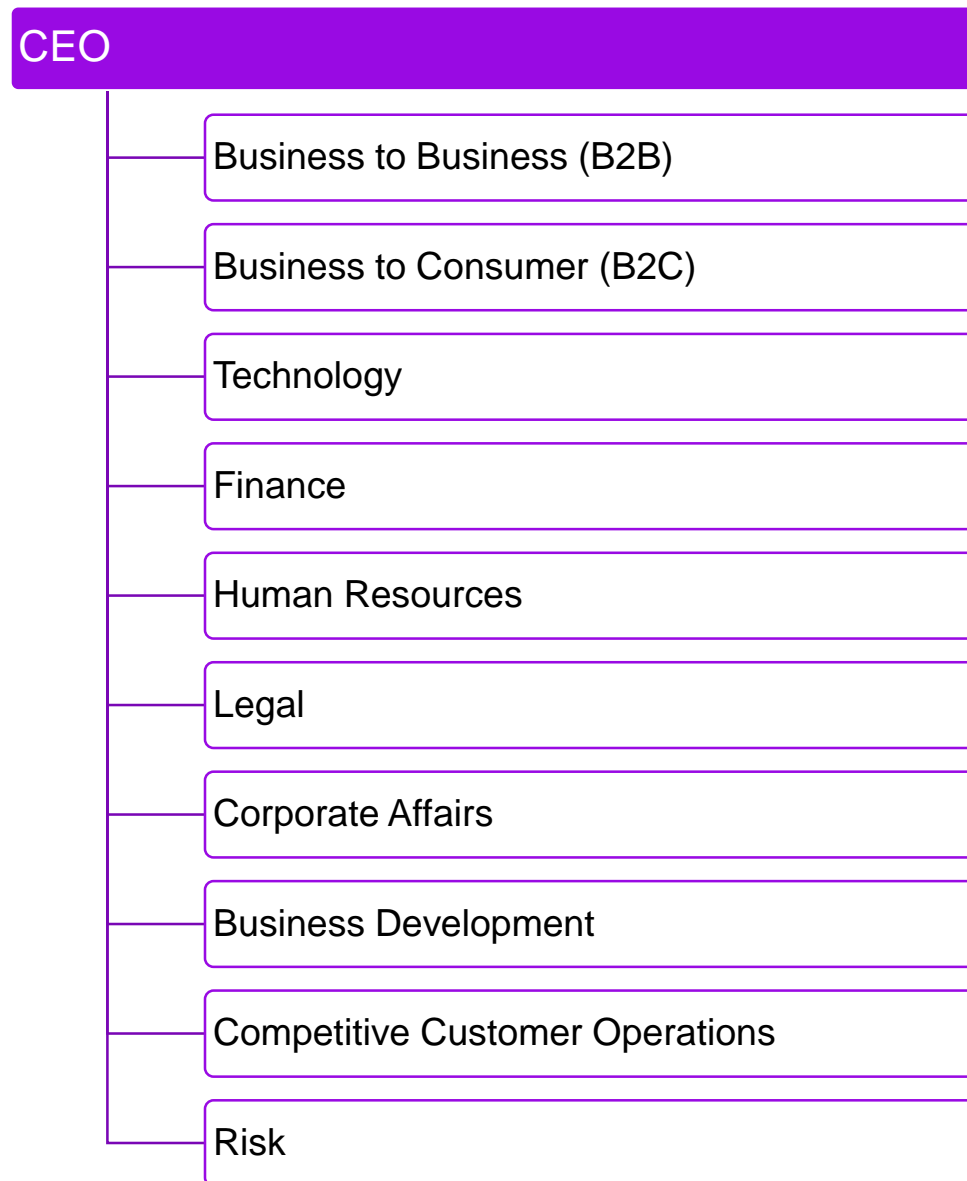 CEO
Business to Business (B2B)
Business to Consumer (B2C)
Technology
Finance
Human Resources
Legal
Corporate Affairs
Business Development
Competitive Customer Operations
Risk